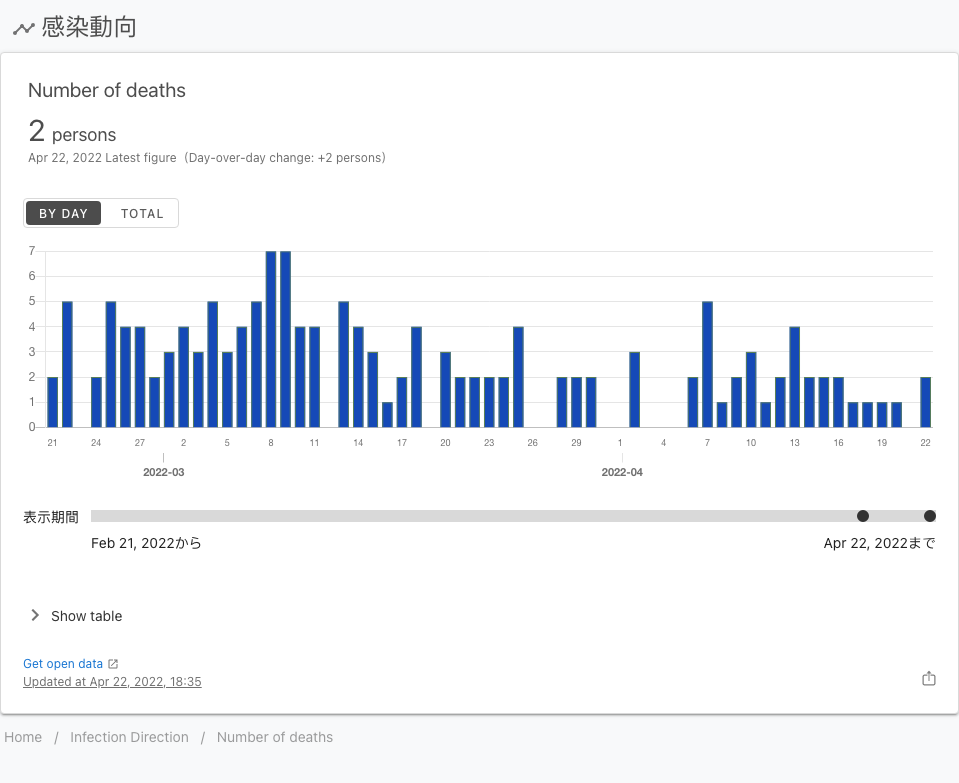 感染動向
Number of deaths
2 persons
Apr 22, 2022 Latest figure (Day-over-day change: +2 persons)
BY DAY TOTAL
7
6
5
4
3
2
1
0
21 24 27 2 5 8 11 14 17 20 23 26 29 1 4 7 10 13 16 19 22
2022-03 2022-04
表示期間
Feb 21, 2022から Apr 22, 2022まで
Show table
Get open data
Updated at Apr 22, 2022, 18:35
Home / Infection Direction / Number of deaths